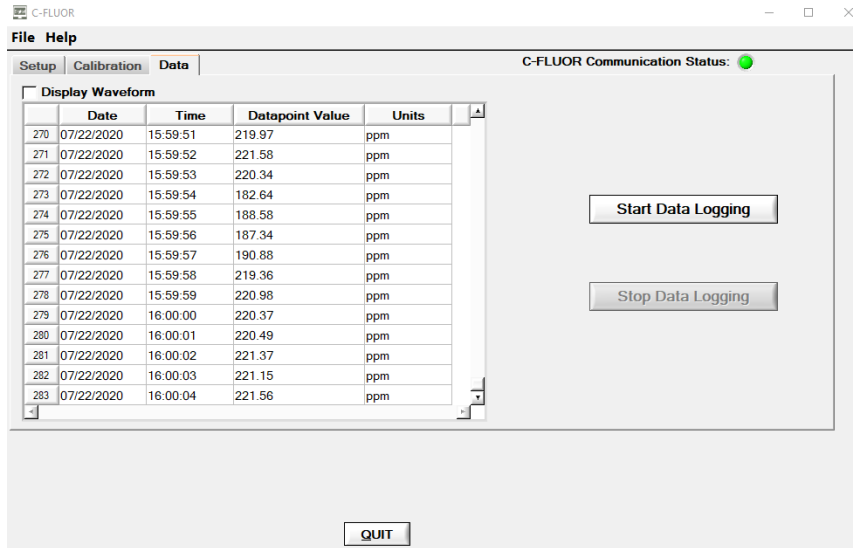 C-FLUOR
File Help
Setup Calibration Data
C-FLUOR Communication Status:
Display Waveform
Date Time Datapoint Value Units
270 07/22/2020 15:59:51 219.97 ppm
271 07/22/2020 15:59:52 221.58 ppm
272 07/22/2020 15:59:53 220.34 ppm
273 07/22/2020 15:59:54 182.64 ppm
274 07/22/2020 15:59:55 188.58 ppm
275 07/22/2020 15:59:56 187.34 ppm
276 07/22/2020 15:59:57 190.88 ppm
277 07/22/2020 15:59:58 219.36 ppm
278 07/22/2020 15:59:59 220.98 ppm
279 07/22/2020 16:00:00 220.37 ppm
280 07/22/2020 16:00:01 220.49 ppm
281 07/22/2020 16:00:02 221.37 ppm
282 07/22/2020 16:00:03 221.15 ppm
283 07/22/2020 16:00:04 221.56 ppm
Start Data Logging
Stop Data Logging
QUIT